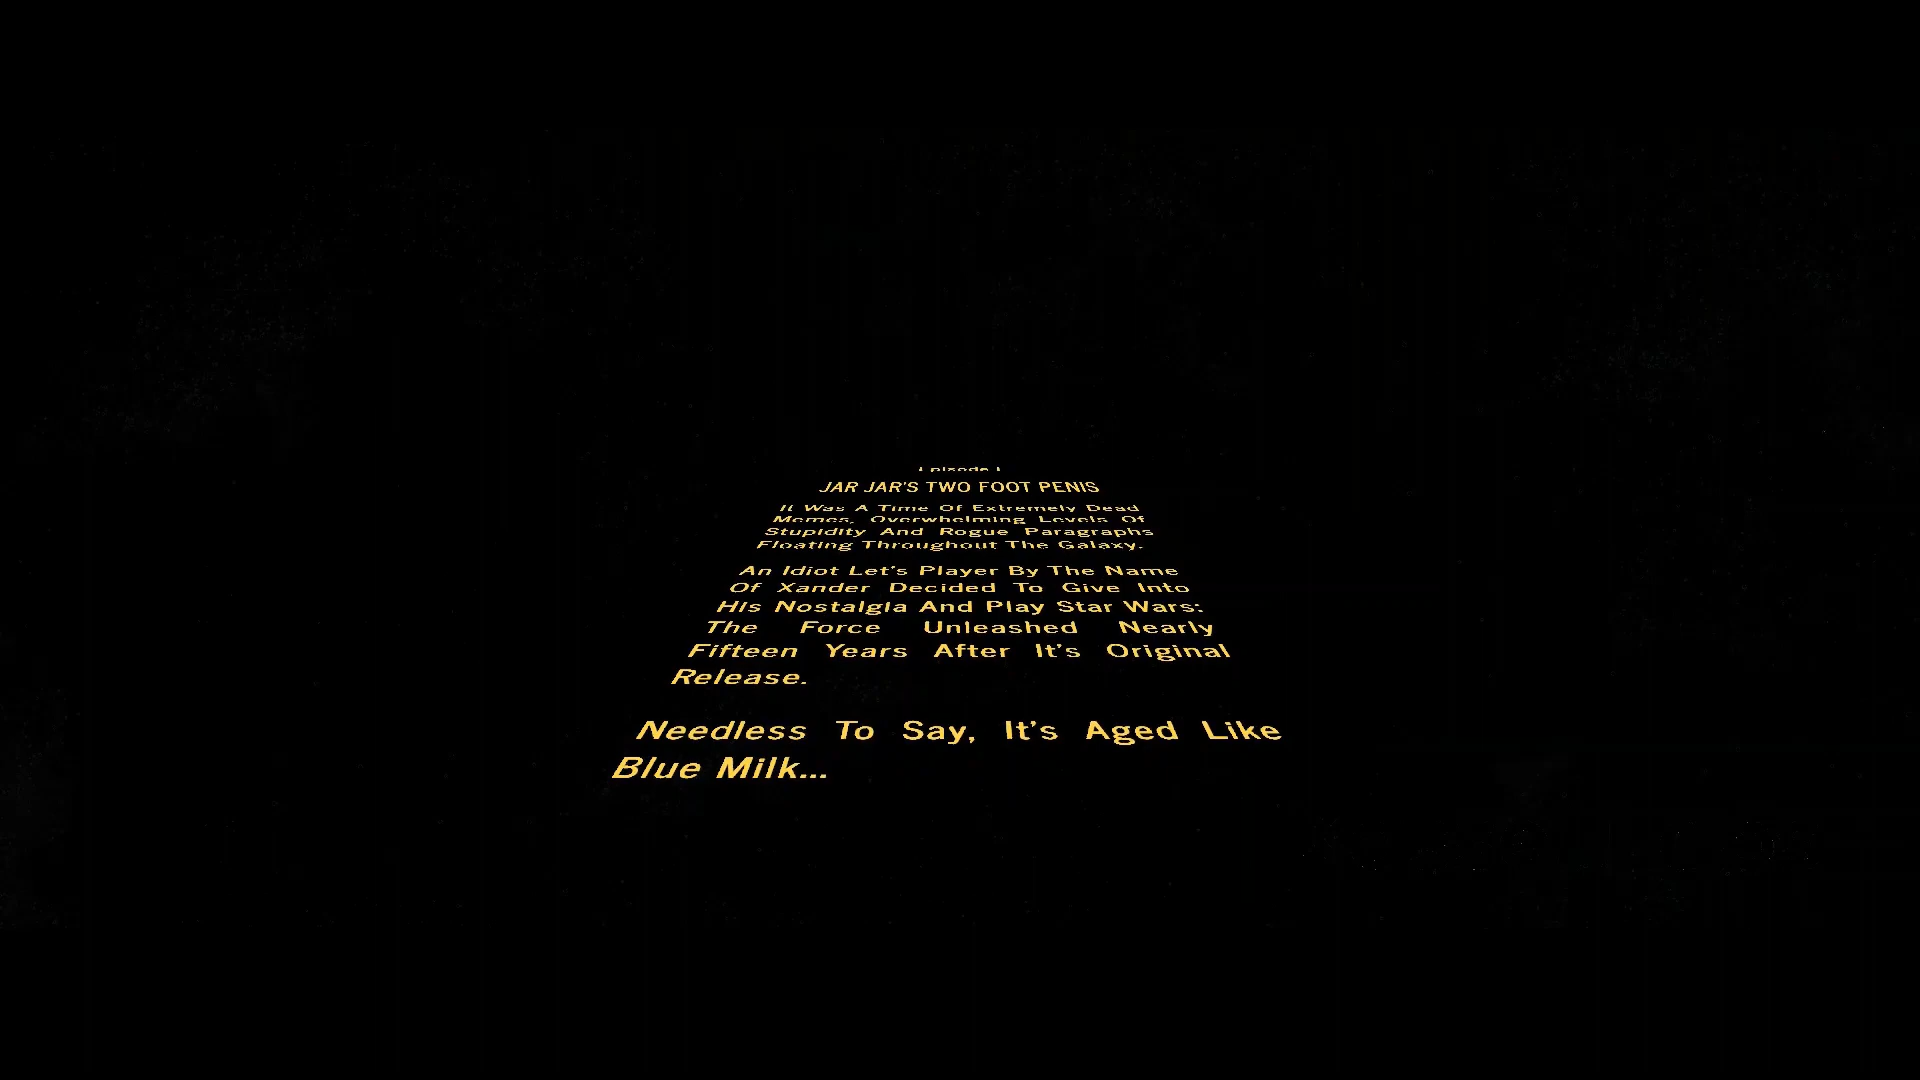 Episode I
JAR JAR'S TWO FOOT PENIS
It Was A Time Of Extremely Dead
Memes, Overwhelming Levels Of
Stupidity And Rogue Paragraphs
Floating Throughout The Galaxy.
An Idiot Let's Player By The Name
Of Xander Decided To Give Into
His Nostalgia And Play Star Wars:
The Force Unleashed Nearly
Fifteen Years After It's Original
Release.
Needless To Say, It's Aged Like
Blue Milk...